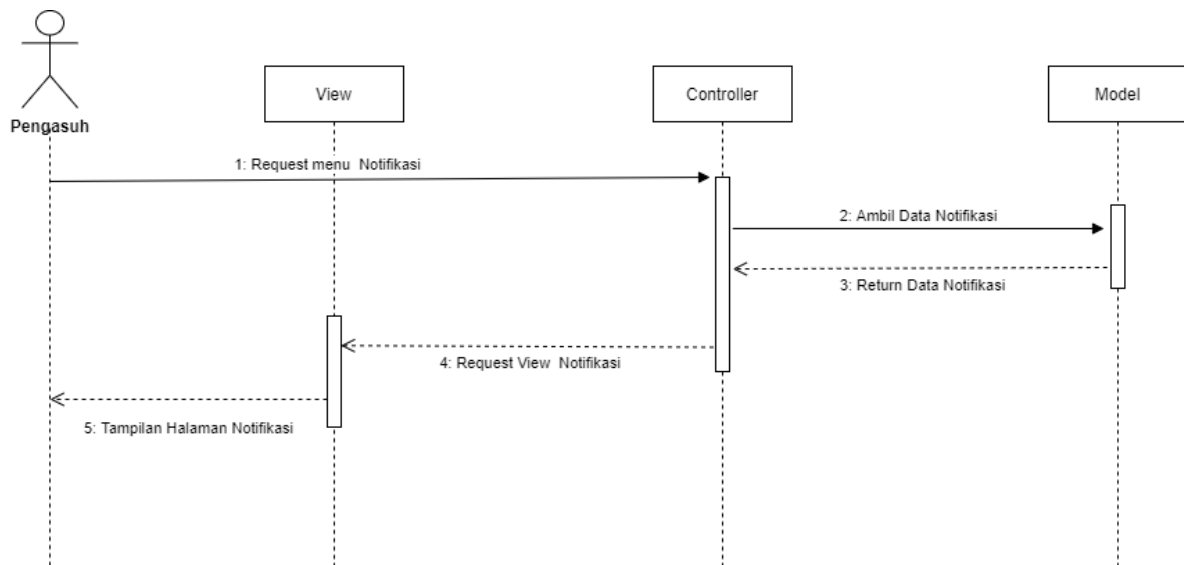 View
Controller
Model
Pengasuh
1: Request menu  Notifikasi
2: Ambil Data Notifikasi
3: Return Data Notifikasi
4: Request View  Notifikasi
5: Tampilan Halaman Notifikasi